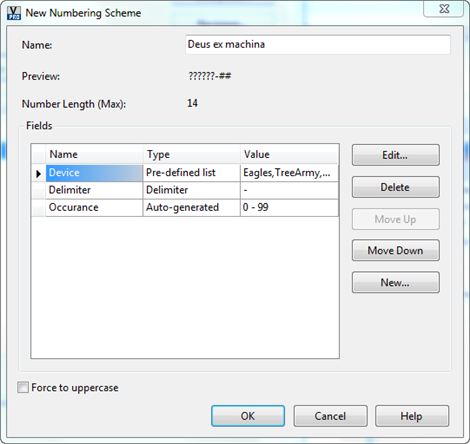 V
PRO
New Numbering Scheme
Name:
Deus ex machina
Preview:
??????-##
Number Length (Max):
14
Fields
Name Type Value
Device Pre-defined list Eagles,TreeArmy,...
Delimiter Delimiter -
Occurance Auto-generated 0 - 99
Edit...
Delete
Move Up
Move Down
New...
Force to uppercase
OK Cancel Help